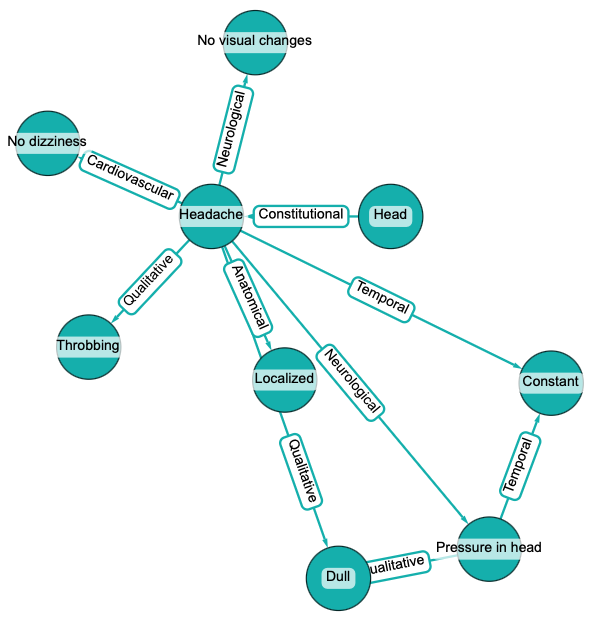 No visual changes
Neurological
No dizziness
Cardiovascular
Headache
Constitutional
Head
Qualitative
Anatomical
Temporal
Throbbing
Localized
Neurological
Constant
Qualitative
Temporal
Pressure in head
ualitative
Dull